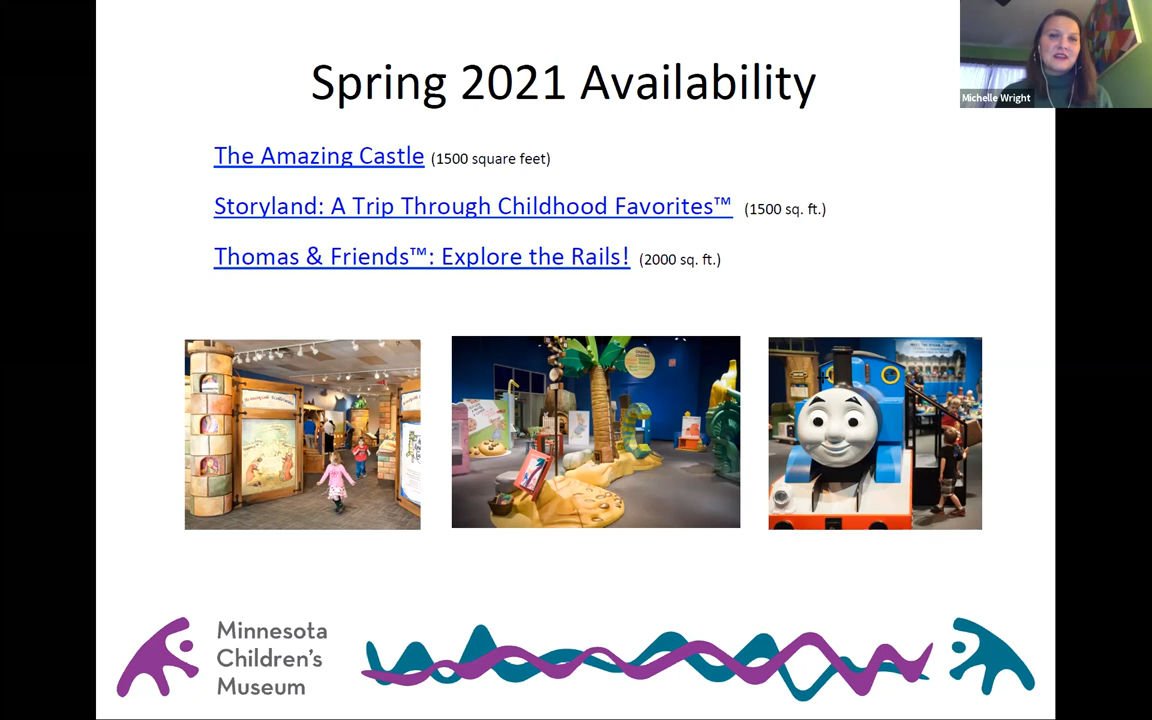 Spring 2021 Availability
Michelle Wright
The Amazing Castle (1500 square feet)
Storyland: A Trip Through Childhood Favorites™ (1500 sq. ft.)
Thomas & Friends™: Explore the Rails! (2000 sq. ft.)
Minnesota
Children's
Museum